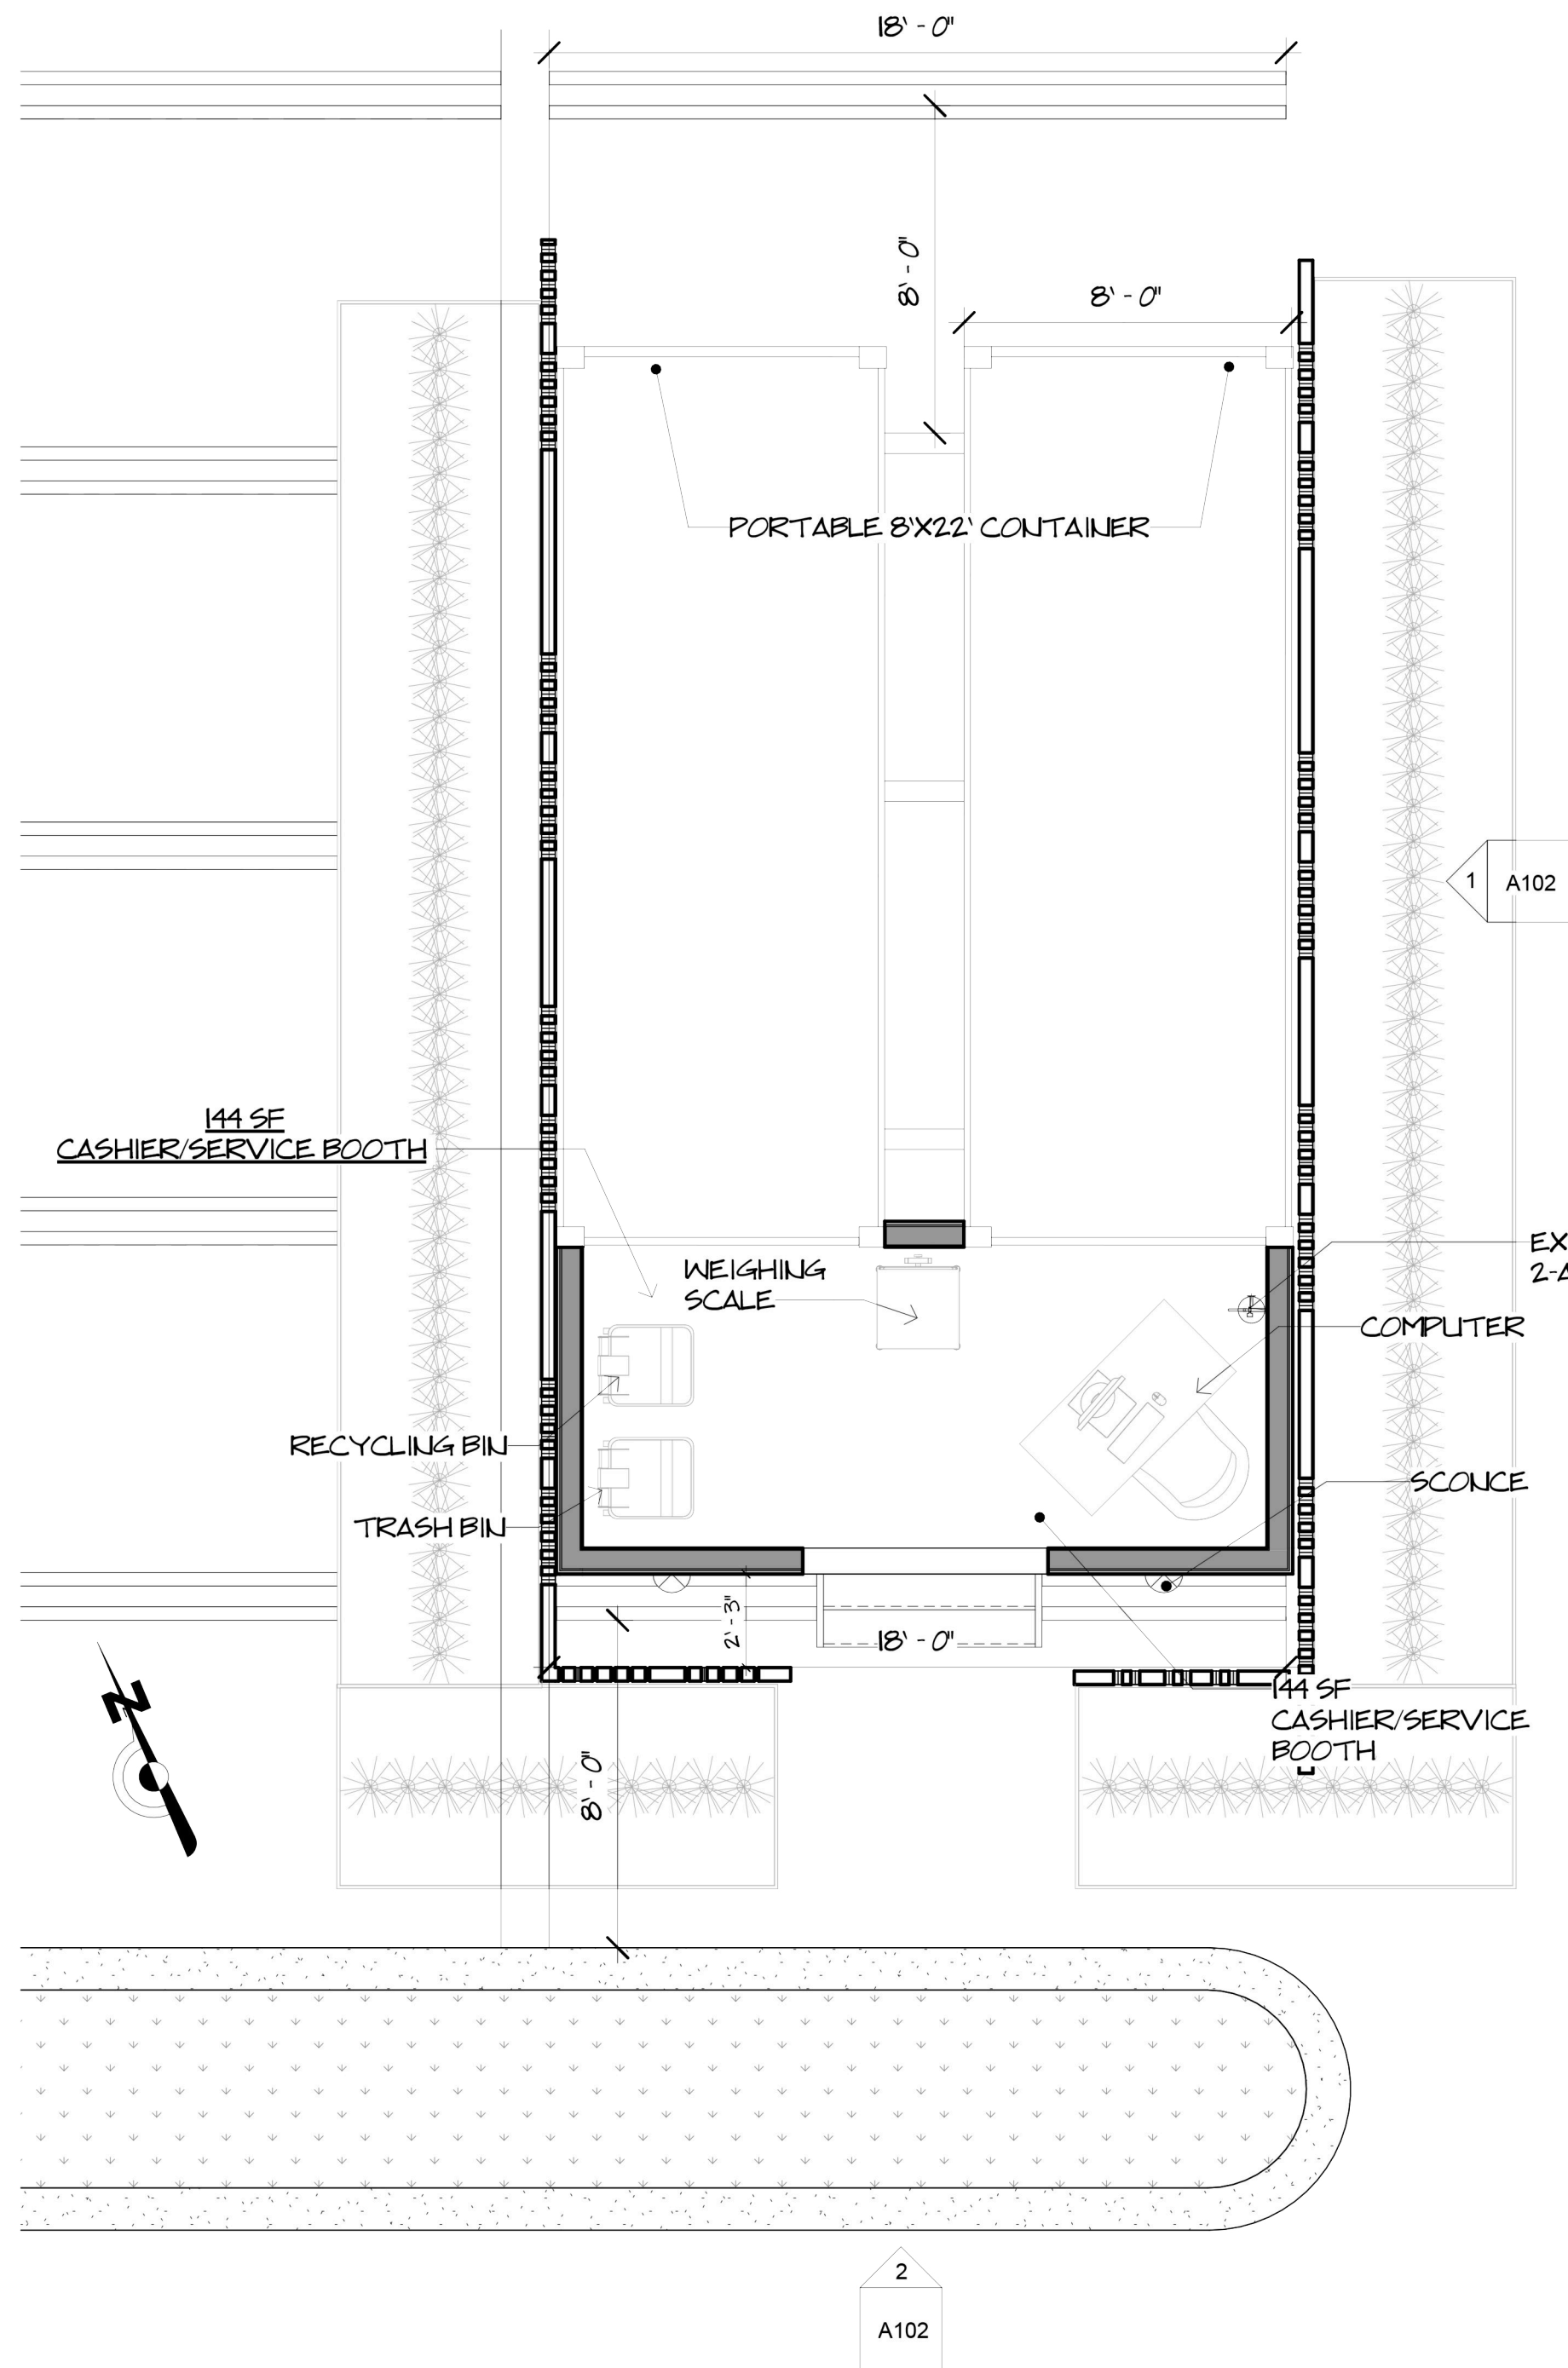 18' - 0"
8' - 0"
8' - 0"
PORTABLE 8'X22' CONTAINER
1
A102
144 SF
CASHIER/SERVICE BOOTH
EX
2-A
WEIGHING
SCALE
COMPUTER
RECYCLING BIN
SCONCE
TRASH BIN
2' - 3"
18' - 0"
N
144 SF
CASHIER/SERVICE
BOOTH
8' - 0"
2
A102